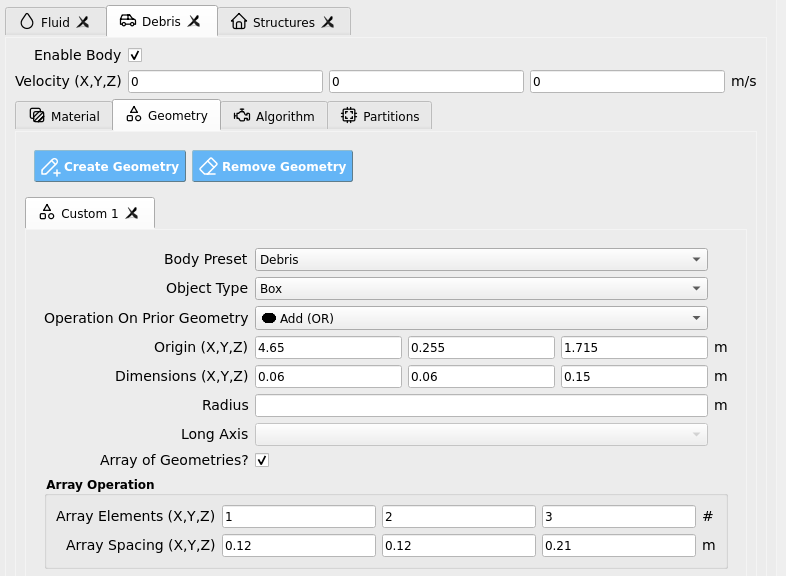 Fluid Debris Structures
Enable Body
Velocity (X,Y,Z) 0 0 0 m/s
Material Geometry Algorithm Partitions
Create Geometry Remove Geometry
Custom 1
Body Preset Debris
Object Type Box
Operation On Prior Geometry Add (OR)
Origin (X,Y,Z) 4.65 0.255 1.715 m
Dimensions (X,Y,Z) 0.06 0.06 0.15 m
Radius m
Long Axis
Array of Geometries?
Array Operation
Array Elements (X,Y,Z) 1 2 3 #
Array Spacing (X,Y,Z) 0.12 0.12 0.21 m